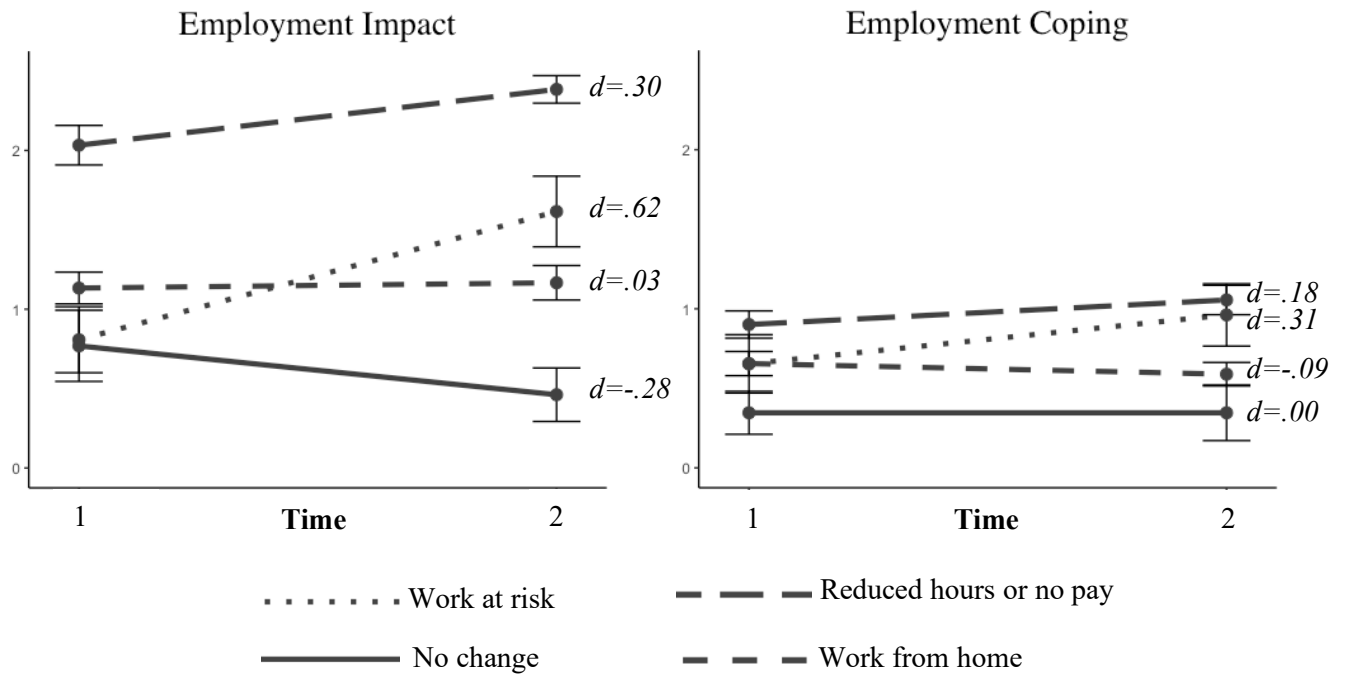 Employment Impact
2
1
0
d=.30
d=.62
d=.03
d=-.28
1
Time
2
Employment Coping
2
1
0
d=.18
d=.31
d=-.09
d=.00
1
Time
2
Work at risk
Reduced hours or no pay
No change
Work from home